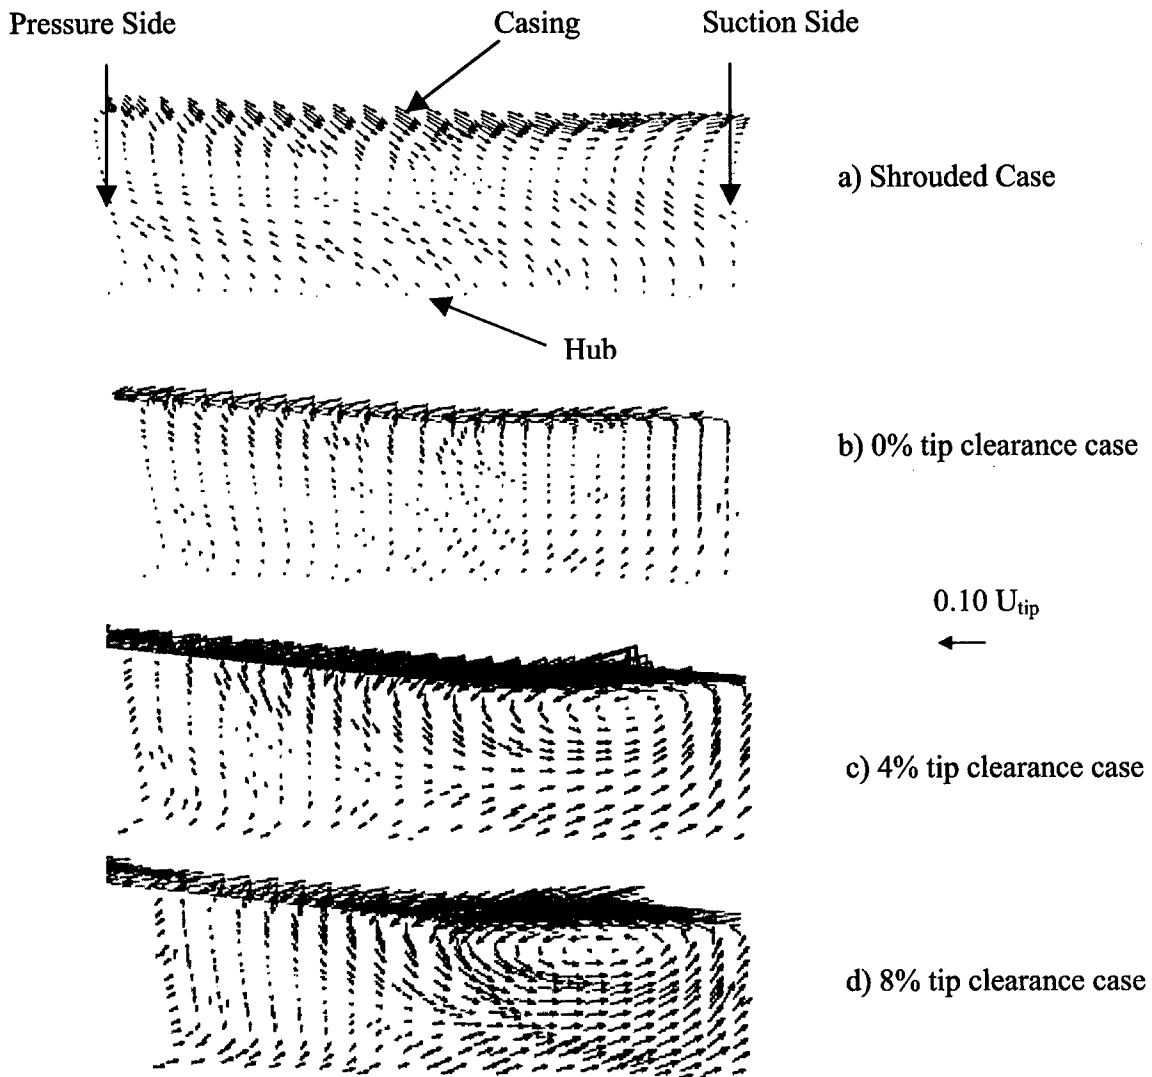 Pressure Side
Casing
Suction Side
a) Shrouded Case
Hub
b) 0% tip clearance case
0.10 Utip
c) 4% tip clearance case
d) 8% tip clearance case